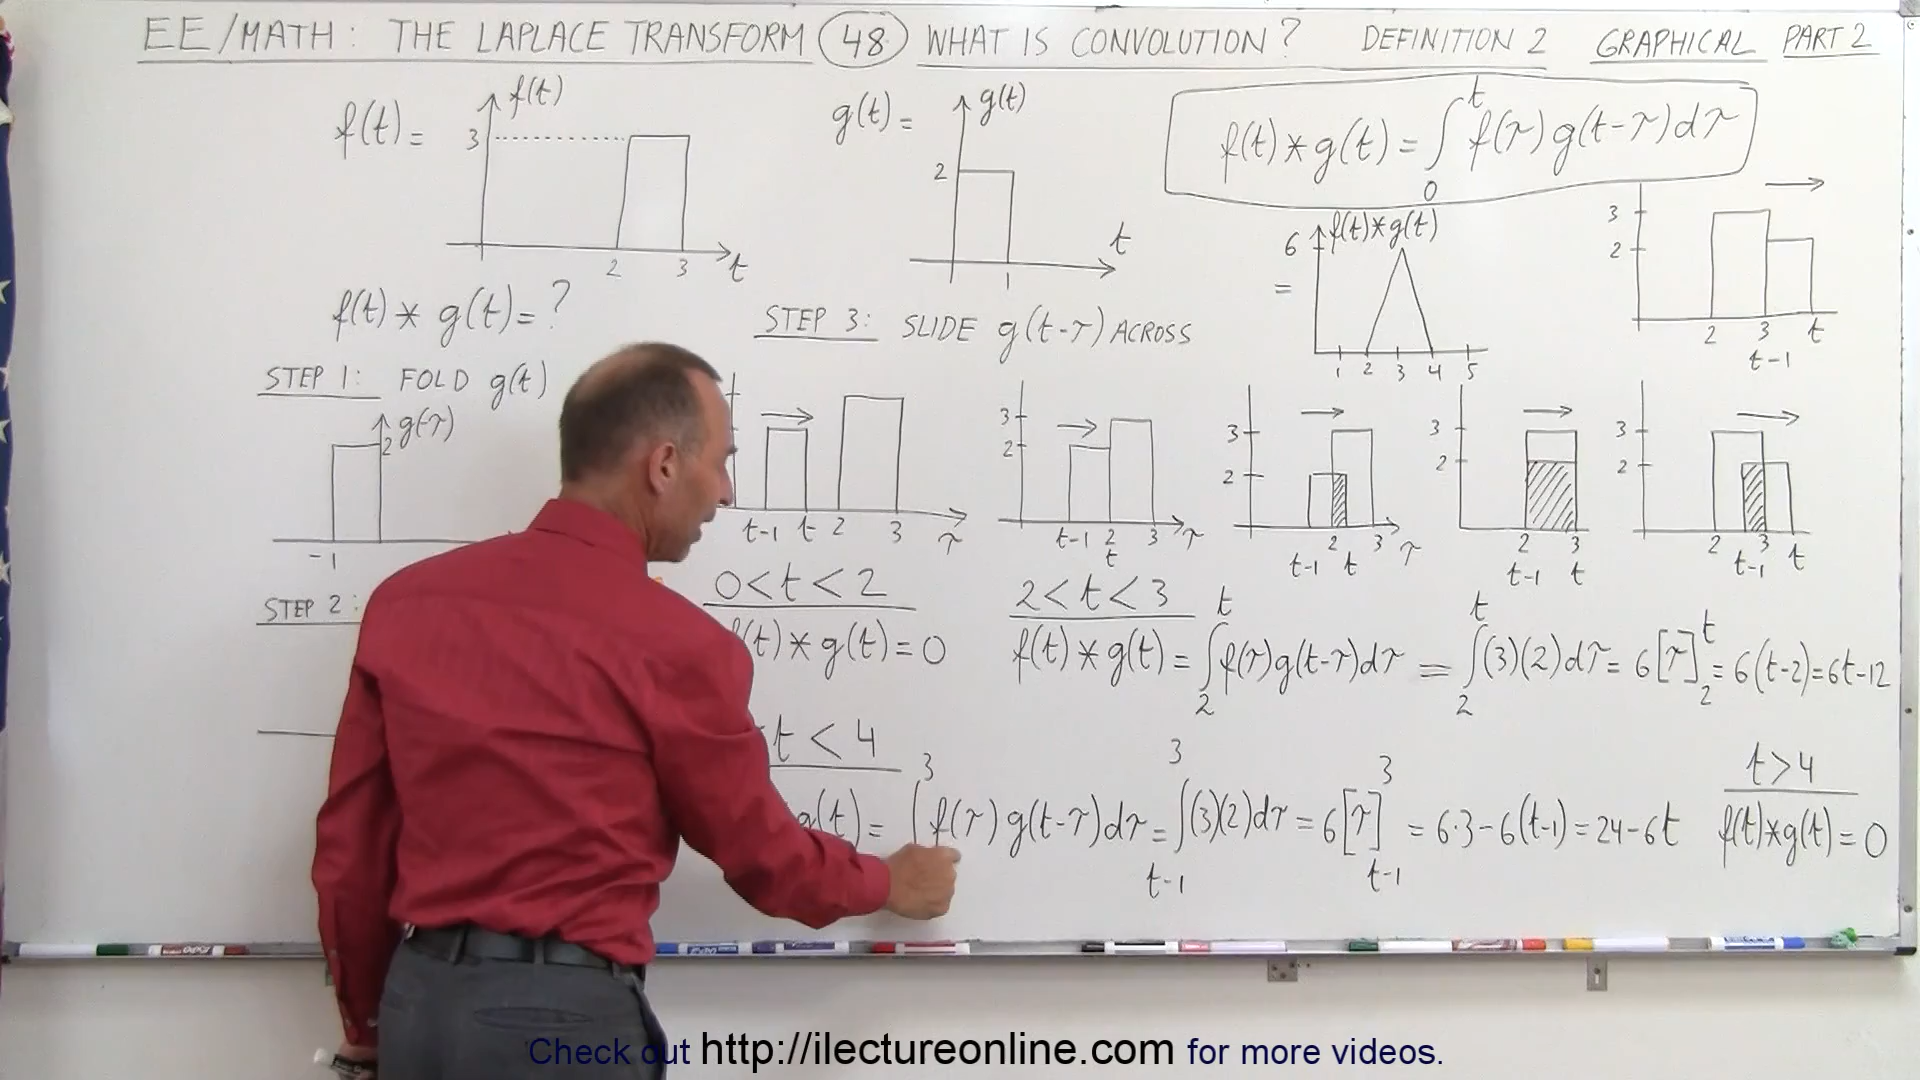 EE/MATH: THE LAPLACE TRANSFORM 48 WHAT IS CONVOLUTION? DEFINITION 2 GRAPHICAL PART 2
f(t) =
f(t)
3
2 3 t
g(t) =
g(t)
2
1
t
f(t) * g(t) = ∫₀ᵗ f(τ) g(t-τ) dτ
f(t) * g(t) = ?
STEP 3: SLIDE g(t-τ) ACROSS
= 6 f(t)*g(t)
1 2 3 4 5
3
2
2 3 t
t-1
STEP 1: FOLD g(t)
2 g(-τ)
-1
t-1 t 2 3 τ
3
2
t-1 2 3 τ
t
3
2
2 3 τ
t-1 t
3
2
2 3
t-1 t
3
2
2 3 t
t-1
STEP 2:
0<t<2
f(t) * g(t) = 0
2<t<3
f(t) * g(t) = ∫₂ᵗ f(τ)g(t-τ)dτ = ∫₂ᵗ (3)(2)dτ = 6[τ]₂ᵗ = 6(t-2) = 6t-12
t < 4
g(t) = ∫³ f(τ) g(t-τ)dτ = ∫ₜ₋₁³ (3)(2)dτ = 6[τ]ₜ₋₁³ = 6·3-6(t-1) = 24-6t
t>4
f(t)*g(t) = 0
EXPO
Check out http://ilectureonline.com for more videos.